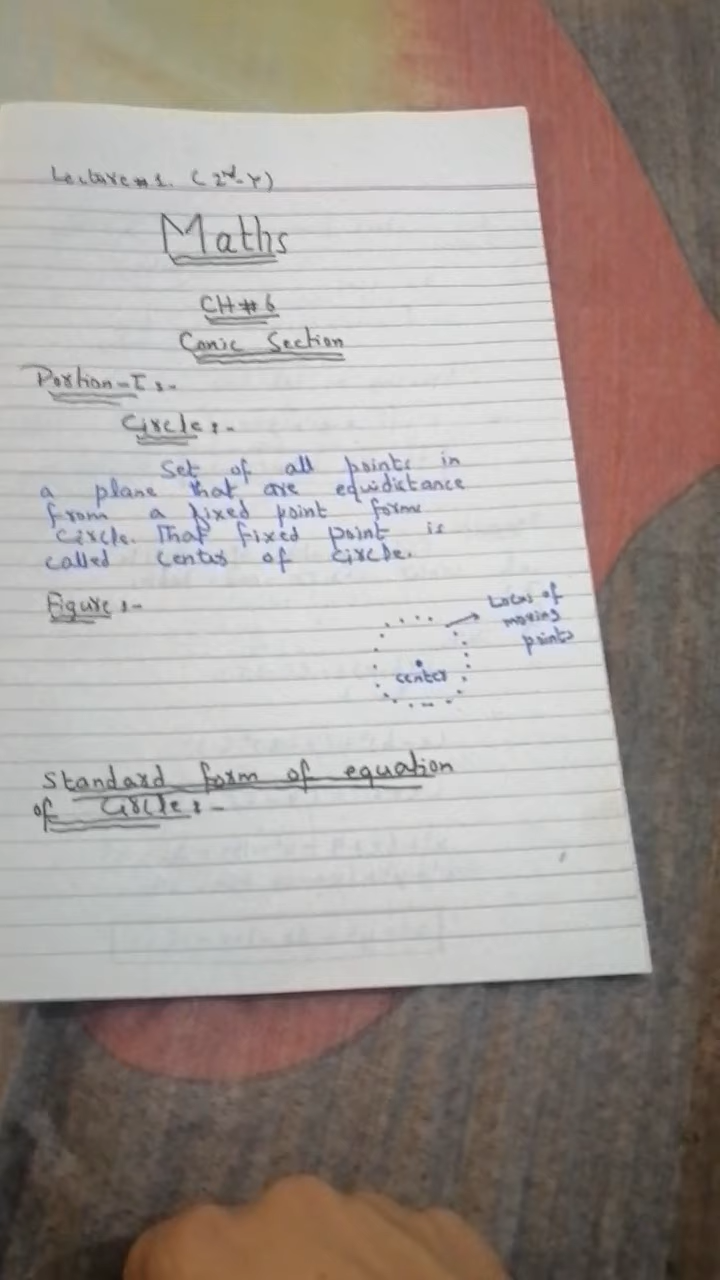 Lecture # 1. (2nd-Y)
Maths
CH # 6
Conic Section
Portion-I :-
Circle :-
Set of all points in
a plane that are equidistance
from a fixed point forms
circle. That fixed point is
called center of circle.
Figure :-
Locus of
moving
points
center
Standard form of equation
of Circle :-